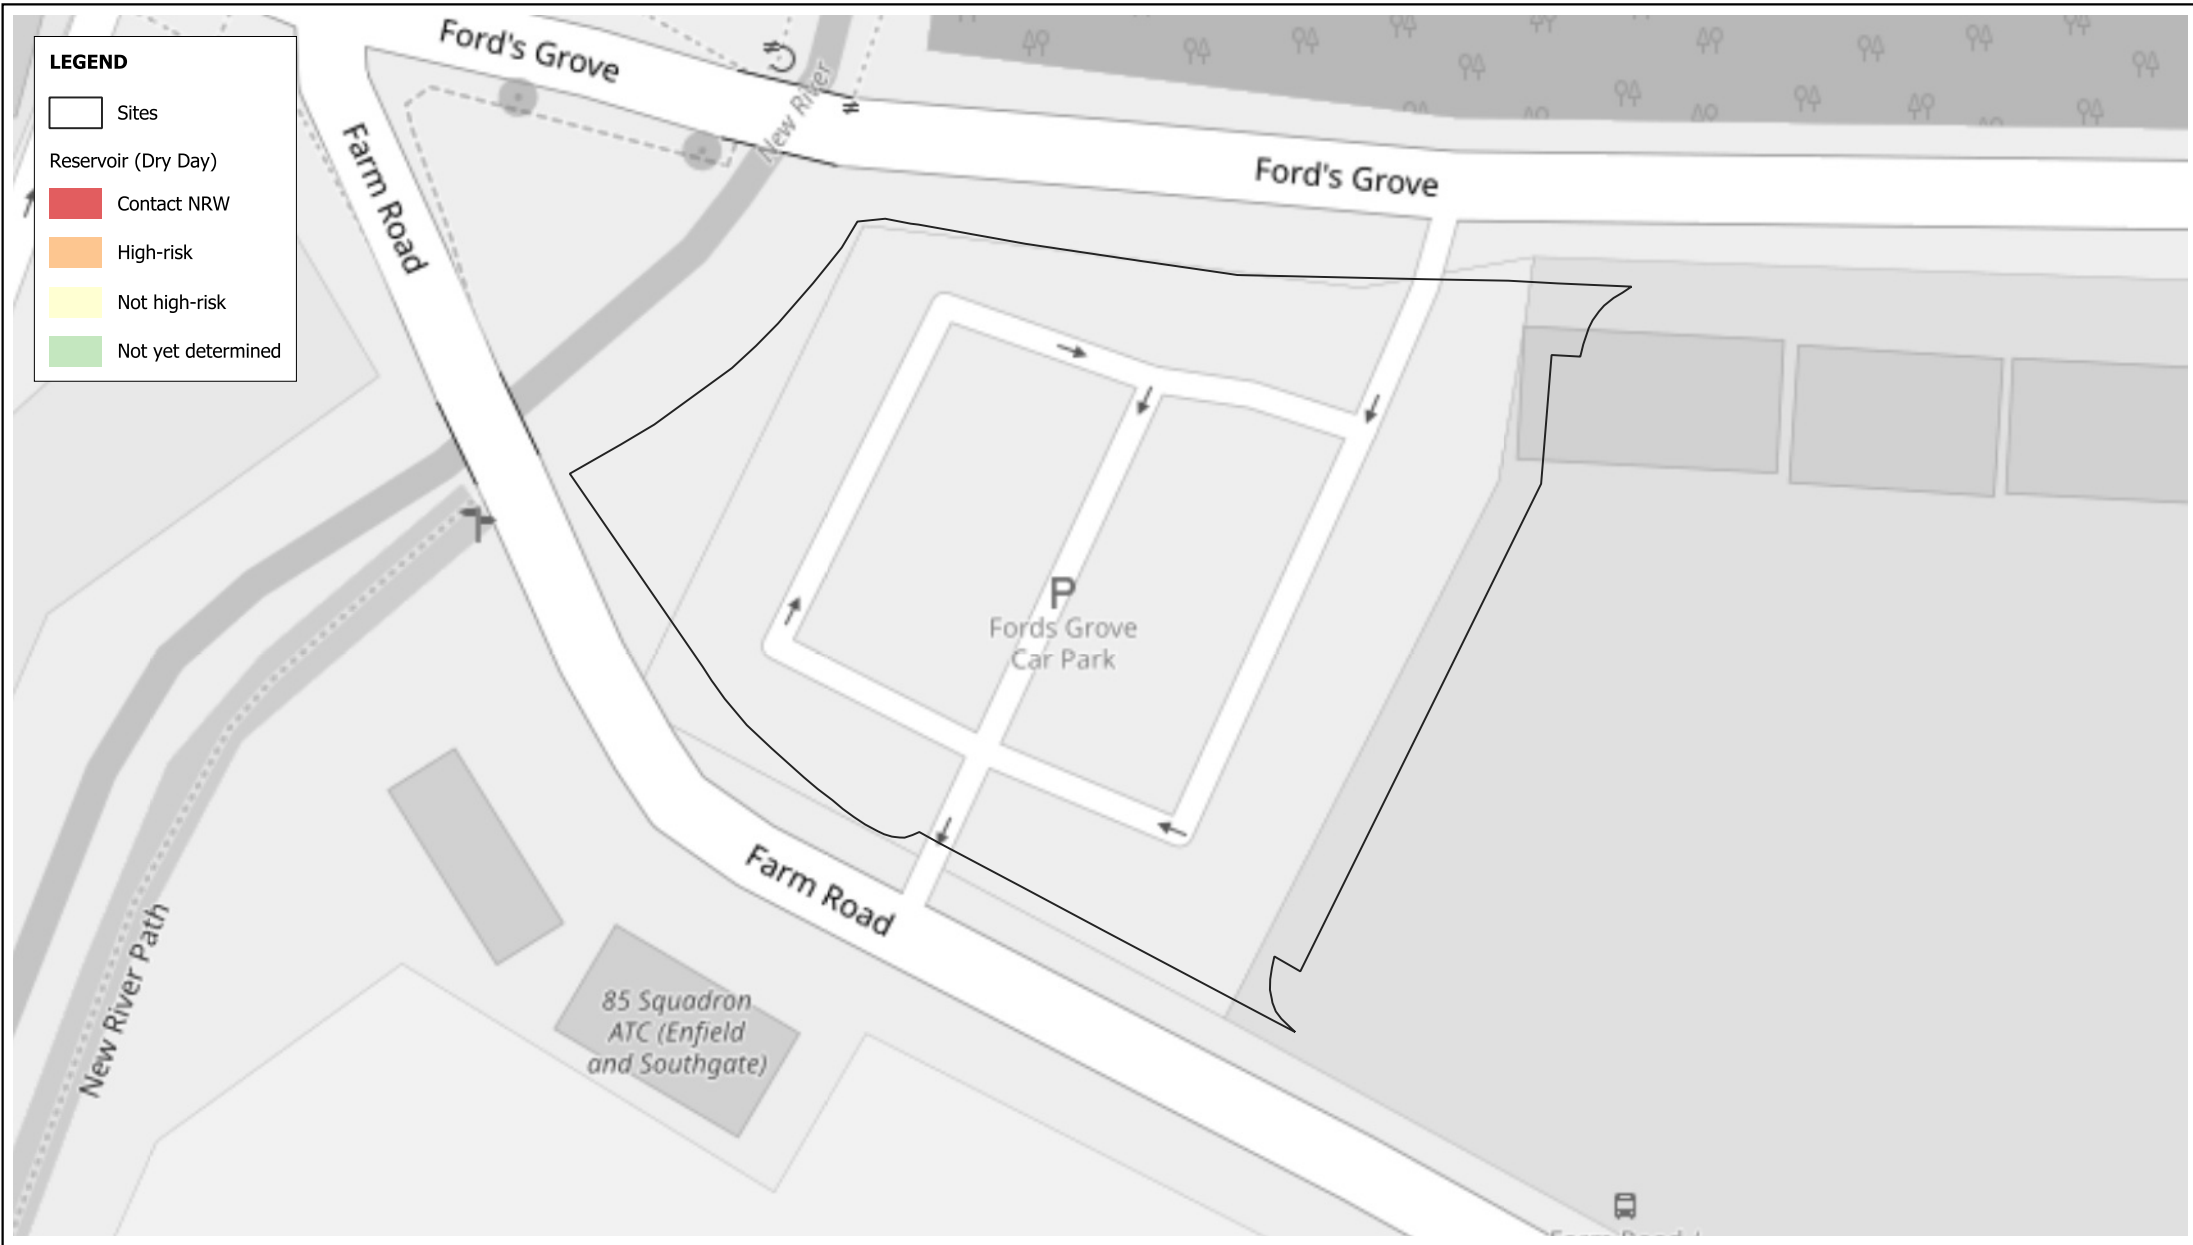 LEGEND
Sites
Reservoir (Dry Day)
Contact NRW
High-risk
Not high-risk
Not yet determined
Ford's Grove
New River
Farm Road
Ford's Grove
P
Fords Grove
Car Park
Farm Road
85 Squadron
ATC (Enfield
and Southgate)
New River Path